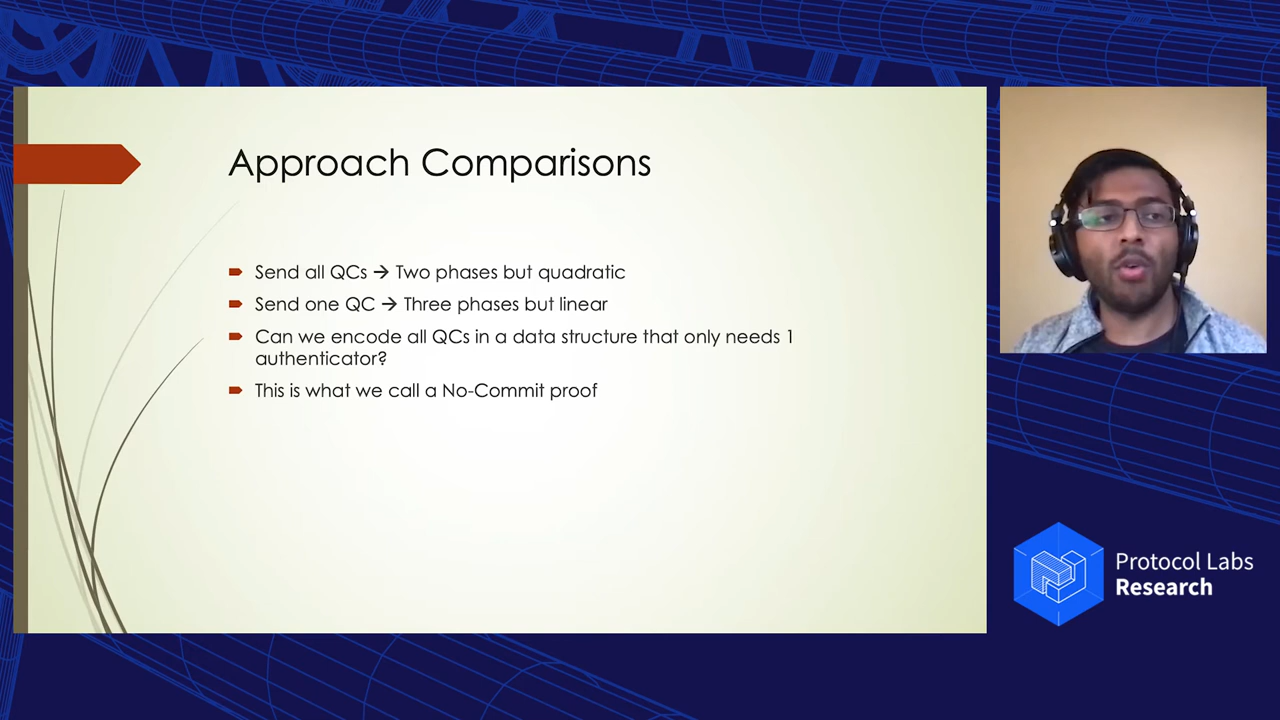 Approach Comparisons
Send all QCs → Two phases but quadratic
Send one QC → Three phases but linear
Can we encode all QCs in a data structure that only needs 1
authenticator?
This is what we call a No-Commit proof
Protocol Labs
Research